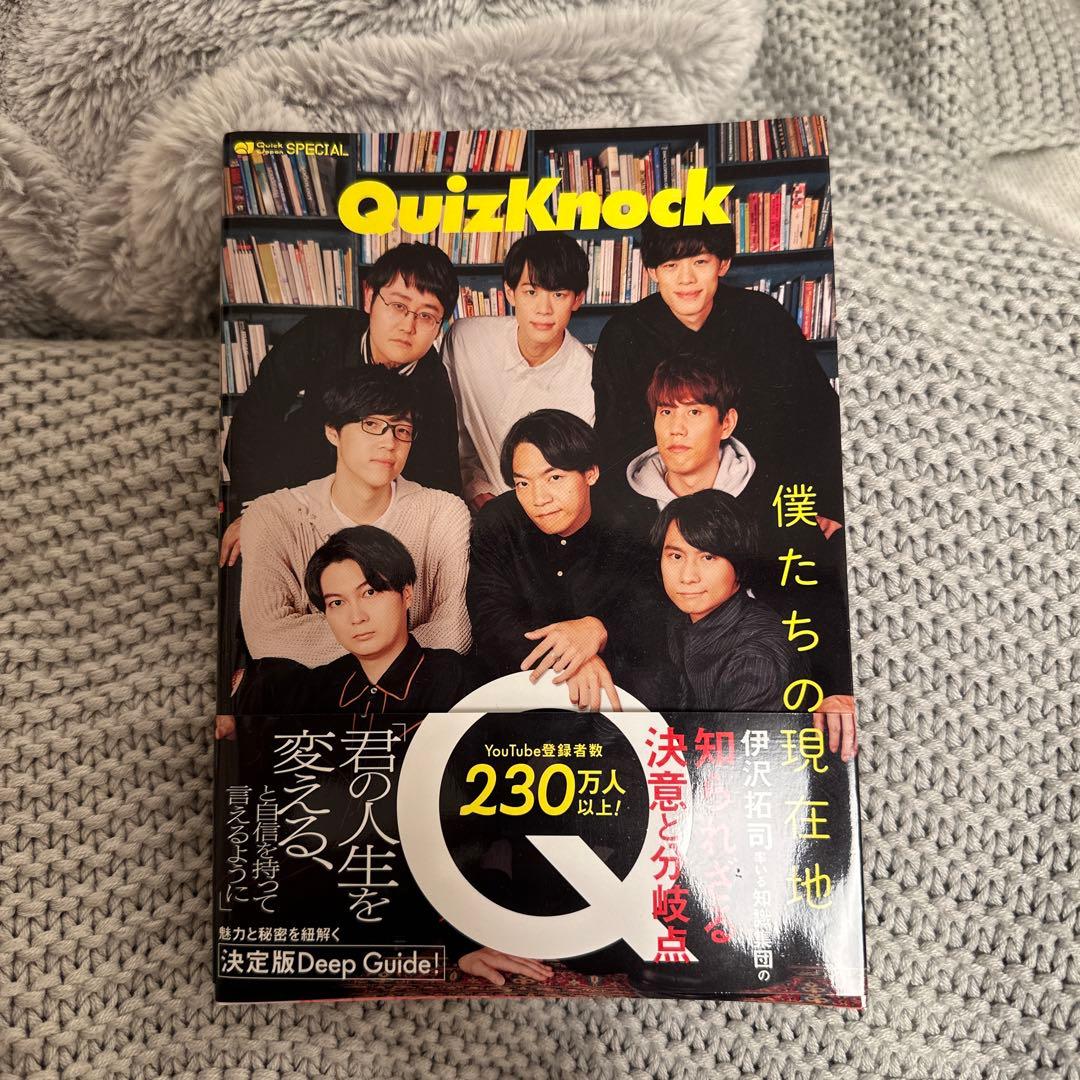 Quick Japan SPECIAL
QuizKnock
僕たちの現在地
伊沢拓司率いる知識集団の
知られざる
決意と分岐点
YouTube登録者数
230万人
以上!
「君の人生を
変える、
と自信を持って
言えるように」
魅力と秘密を紐解く
決定版Deep Guide!